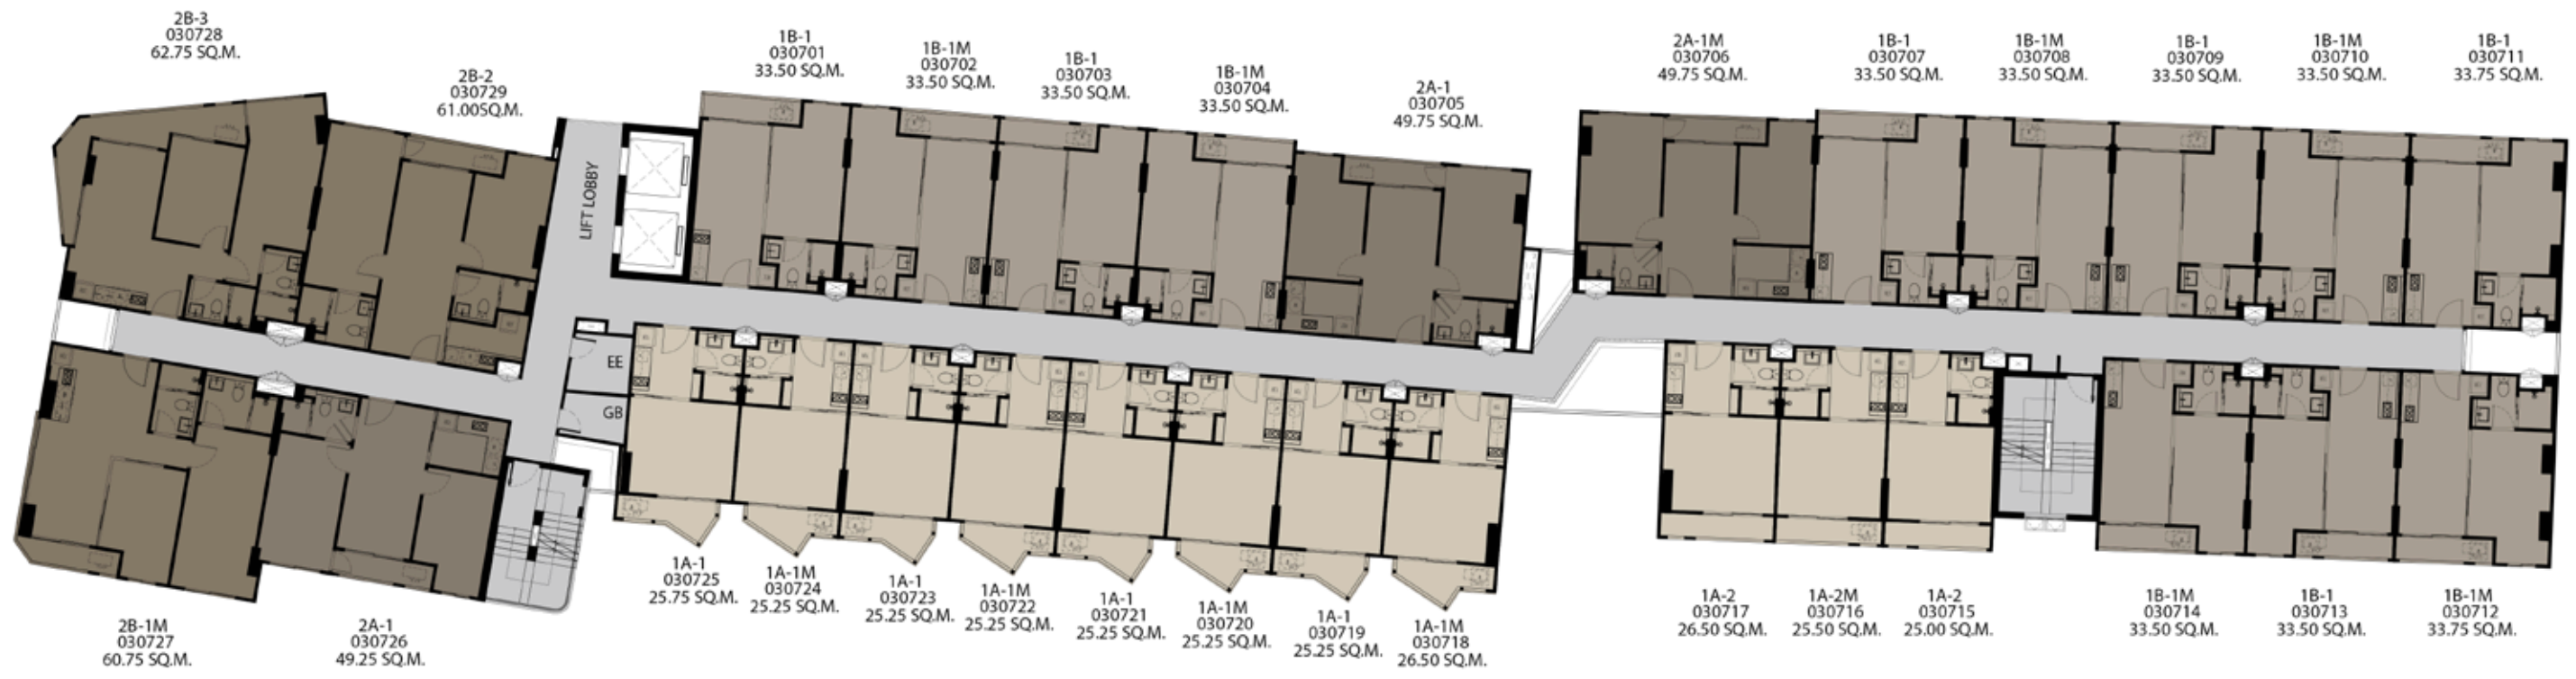 2B-3
030728
62.75 SQ.M.
2B-2
030729
61.00SQ.M.
1B-1
030701
33.50 SQ.M.
1B-1M
030702
33.50 SQ.M.
1B-1
030703
33.50 SQ.M.
1B-1M
030704
33.50 SQ.M.
2A-1
030705
49.75 SQ.M.
2A-1M
030706
49.75 SQ.M.
1B-1
030707
33.50 SQ.M.
1B-1M
030708
33.50 SQ.M.
1B-1
030709
33.50 SQ.M.
1B-1M
030710
33.50 SQ.M.
1B-1
030711
33.75 SQ.M.
LIFT LOBBY
EE
GB
2B-1M
030727
60.75 SQ.M.
2A-1
030726
49.25 SQ.M.
1A-1
030725
25.75 SQ.M.
1A-1M
030724
25.25 SQ.M.
1A-1
030723
25.25 SQ.M.
1A-1M
030722
25.25 SQ.M.
1A-1
030721
25.25 SQ.M.
1A-1M
030720
25.25 SQ.M.
1A-1
030719
25.25 SQ.M.
1A-1M
030718
26.50 SQ.M.
1A-2
030717
26.50 SQ.M.
1A-2M
030716
25.50 SQ.M.
1A-2
030715
25.00 SQ.M.
1B-1M
030714
33.50 SQ.M.
1B-1
030713
33.50 SQ.M.
1B-1M
030712
33.75 SQ.M.